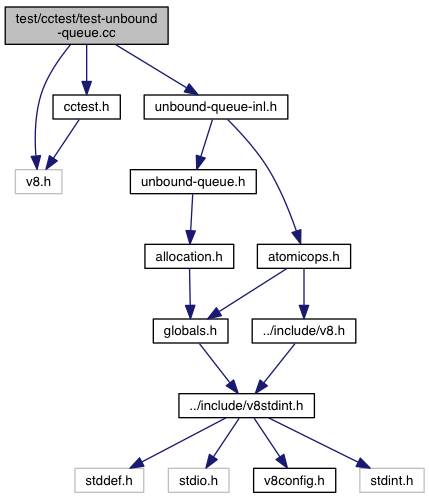 test/cctest/test-unbound
-queue.cc
cctest.h
unbound-queue-inl.h
v8.h
unbound-queue.h
allocation.h
atomicops.h
globals.h
../include/v8.h
../include/v8stdint.h
stddef.h
stdio.h
v8config.h
stdint.h